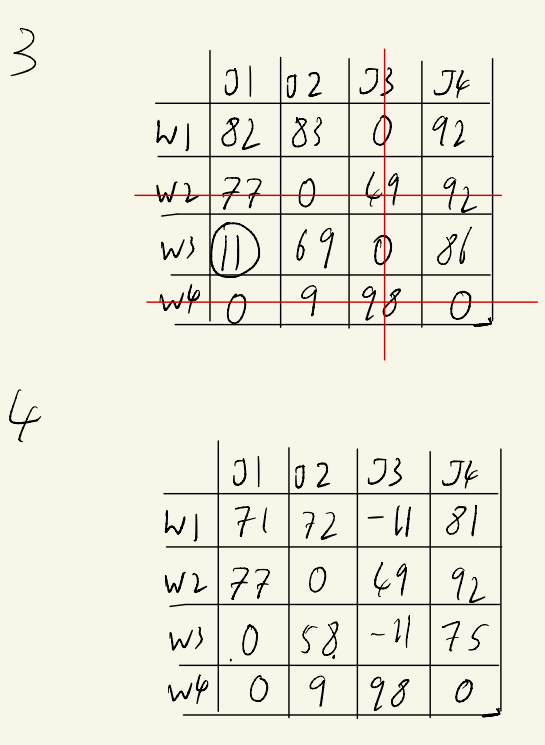 3
J1 J2 J3 J4
W1 82 83 0 92
W2 77 0 49 92
W3 11 69 0 86
W4 0 9 98 0
4
J1 J2 J3 J4
W1 71 72 -11 81
W2 77 0 49 92
W3 0 58 -11 75
W4 0 9 98 0